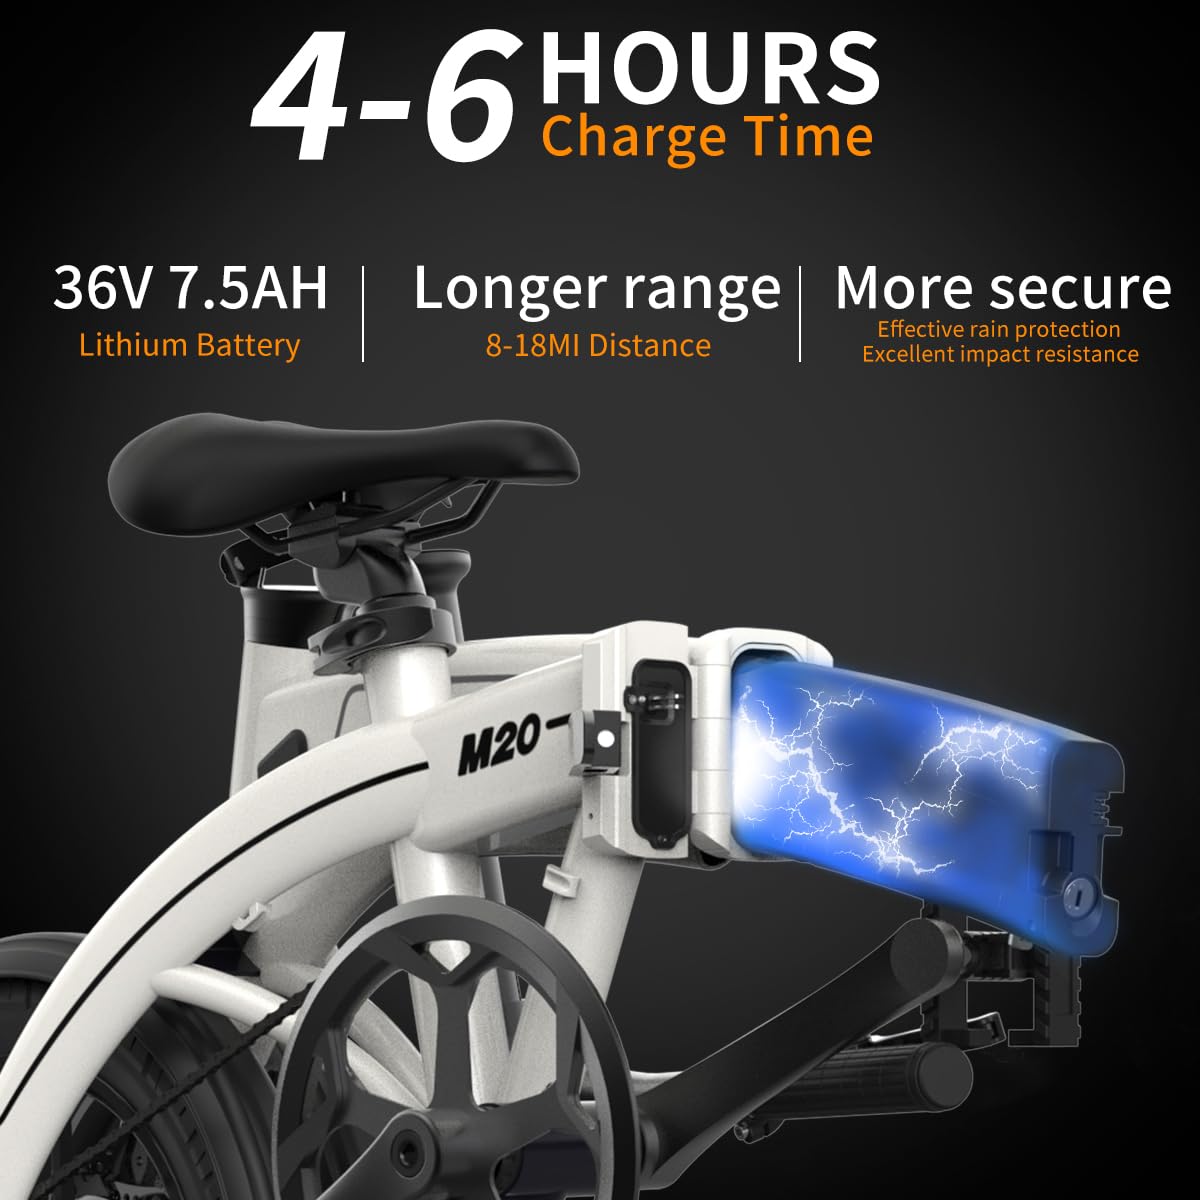 4-6 HOURS
Charge Time
36V 7.5AH
Lithium Battery
Longer range
8-18MI Distance
More secure
Effective rain protection
Excellent impact resistance
M20